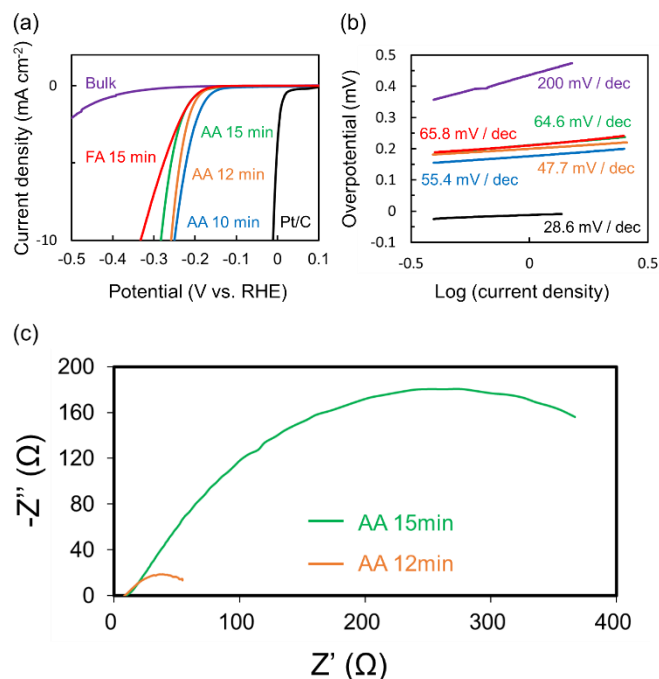 (a)
Current density (mA cm⁻²)
0
-10
Bulk
FA 15 min
AA 15 min
AA 12 min
AA 10 min
Pt/C
-0.5 -0.4 -0.3 -0.2 -0.1 0 0.1
Potential (V vs. RHE)
(b)
Overpotential (mV)
0.5
0.4
0.3
0.2
0.1
0
0.1
200 mV / dec
64.6 mV / dec
65.8 mV / dec
47.7 mV / dec
55.4 mV / dec
28.6 mV / dec
-0.5 0 0.5
Log (current density)
(c)
-Z'' (Ω)
200
160
120
80
40
0
AA 15min
AA 12min
0 100 200 300 400
Z' (Ω)